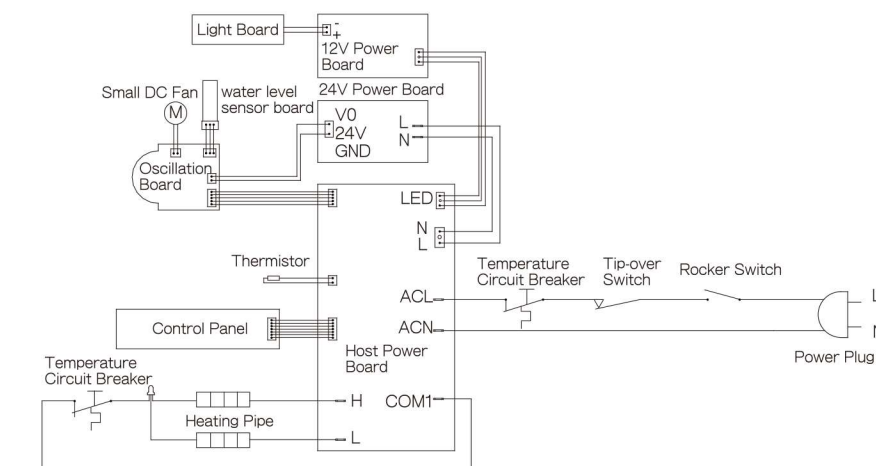 Light Board
-
+
12V Power
Board
Small DC Fan
water level
sensor board
M
24V Power Board
V0
24V
GND
L
N
Oscillation
Board
LED
N
L
Thermistor
Temperature
Circuit Breaker
Tip-over
Switch
Rocker Switch
ACL
ACN
Control Panel
Host Power
Board
Power Plug
Temperature
Circuit Breaker
H
COM1
Heating Pipe
L